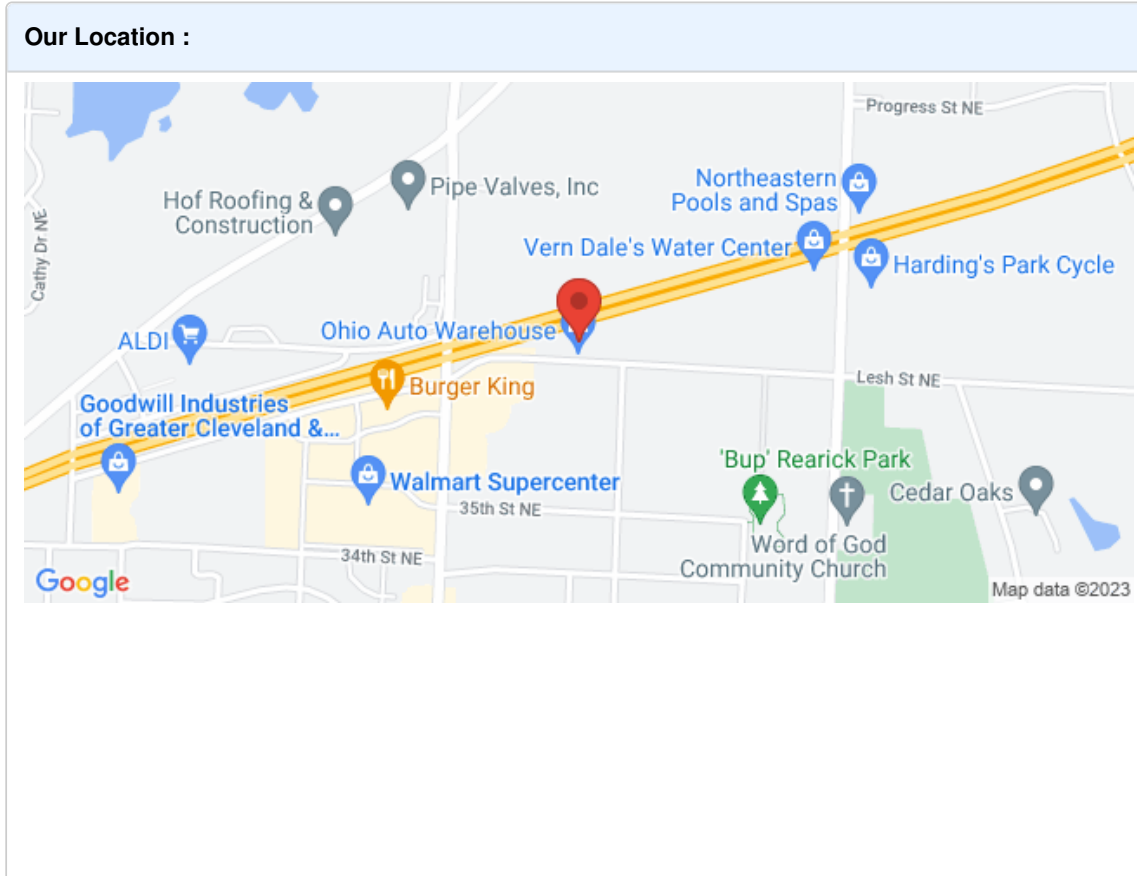 Our Location :
Progress St NE
Northeastern
Pools and Spas
Pipe Valves, Inc
Hof Roofing &
Construction
Cathy Dr NE
Vern Dale's Water Center
Harding's Park Cycle
Ohio Auto Warehouse
ALDI
Lesh St NE
Burger King
Goodwill Industries
of Greater Cleveland &...
'Bup' Rearick Park
Walmart Supercenter
Cedar Oaks
35th St NE
Word of God
Community Church
34th St NE
Google
Map data ©2023